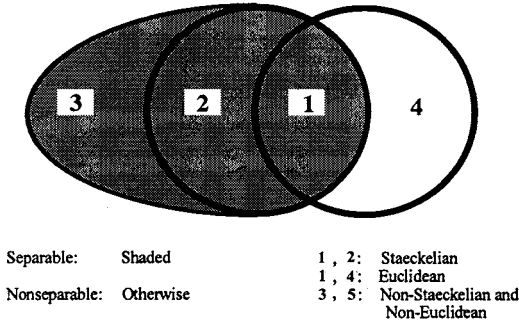 3 2 1 4
Separable: Shaded 1 , 2: Staeckelian
1 , 4: Euclidean
Nonseparable: Otherwise 3 , 5: Non-Staeckelian and
Non-Euclidean